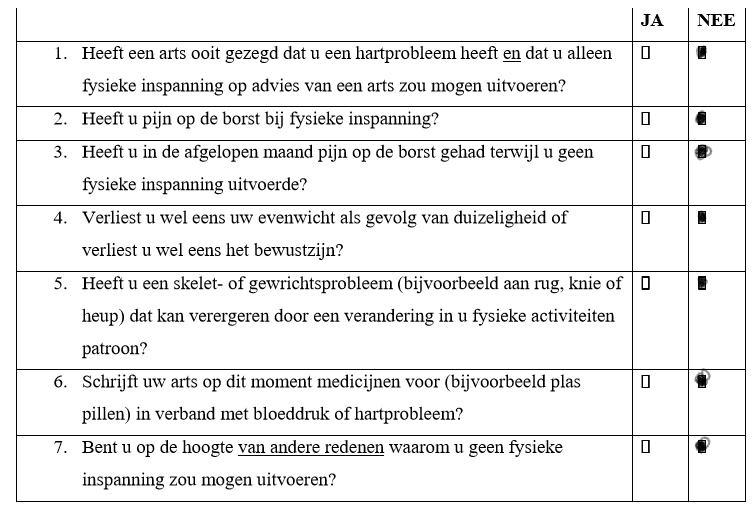 JA NEE
1. Heeft een arts ooit gezegd dat u een hartprobleem heeft en dat u alleen
fysieke inspanning op advies van een arts zou mogen uitvoeren?
2. Heeft u pijn op de borst bij fysieke inspanning?
3. Heeft u in de afgelopen maand pijn op de borst gehad terwijl u geen
fysieke inspanning uitvoerde?
4. Verliest u wel eens uw evenwicht als gevolg van duizeligheid of
verliest u wel eens het bewustzijn?
5. Heeft u een skelet- of gewrichtsprobleem (bijvoorbeeld aan rug, knie of
heup) dat kan verergeren door een verandering in u fysieke activiteiten
patroon?
6. Schrijft uw arts op dit moment medicijnen voor (bijvoorbeeld plas
pillen) in verband met bloeddruk of hartprobleem?
7. Bent u op de hoogte van andere redenen waarom u geen fysieke
inspanning zou mogen uitvoeren?